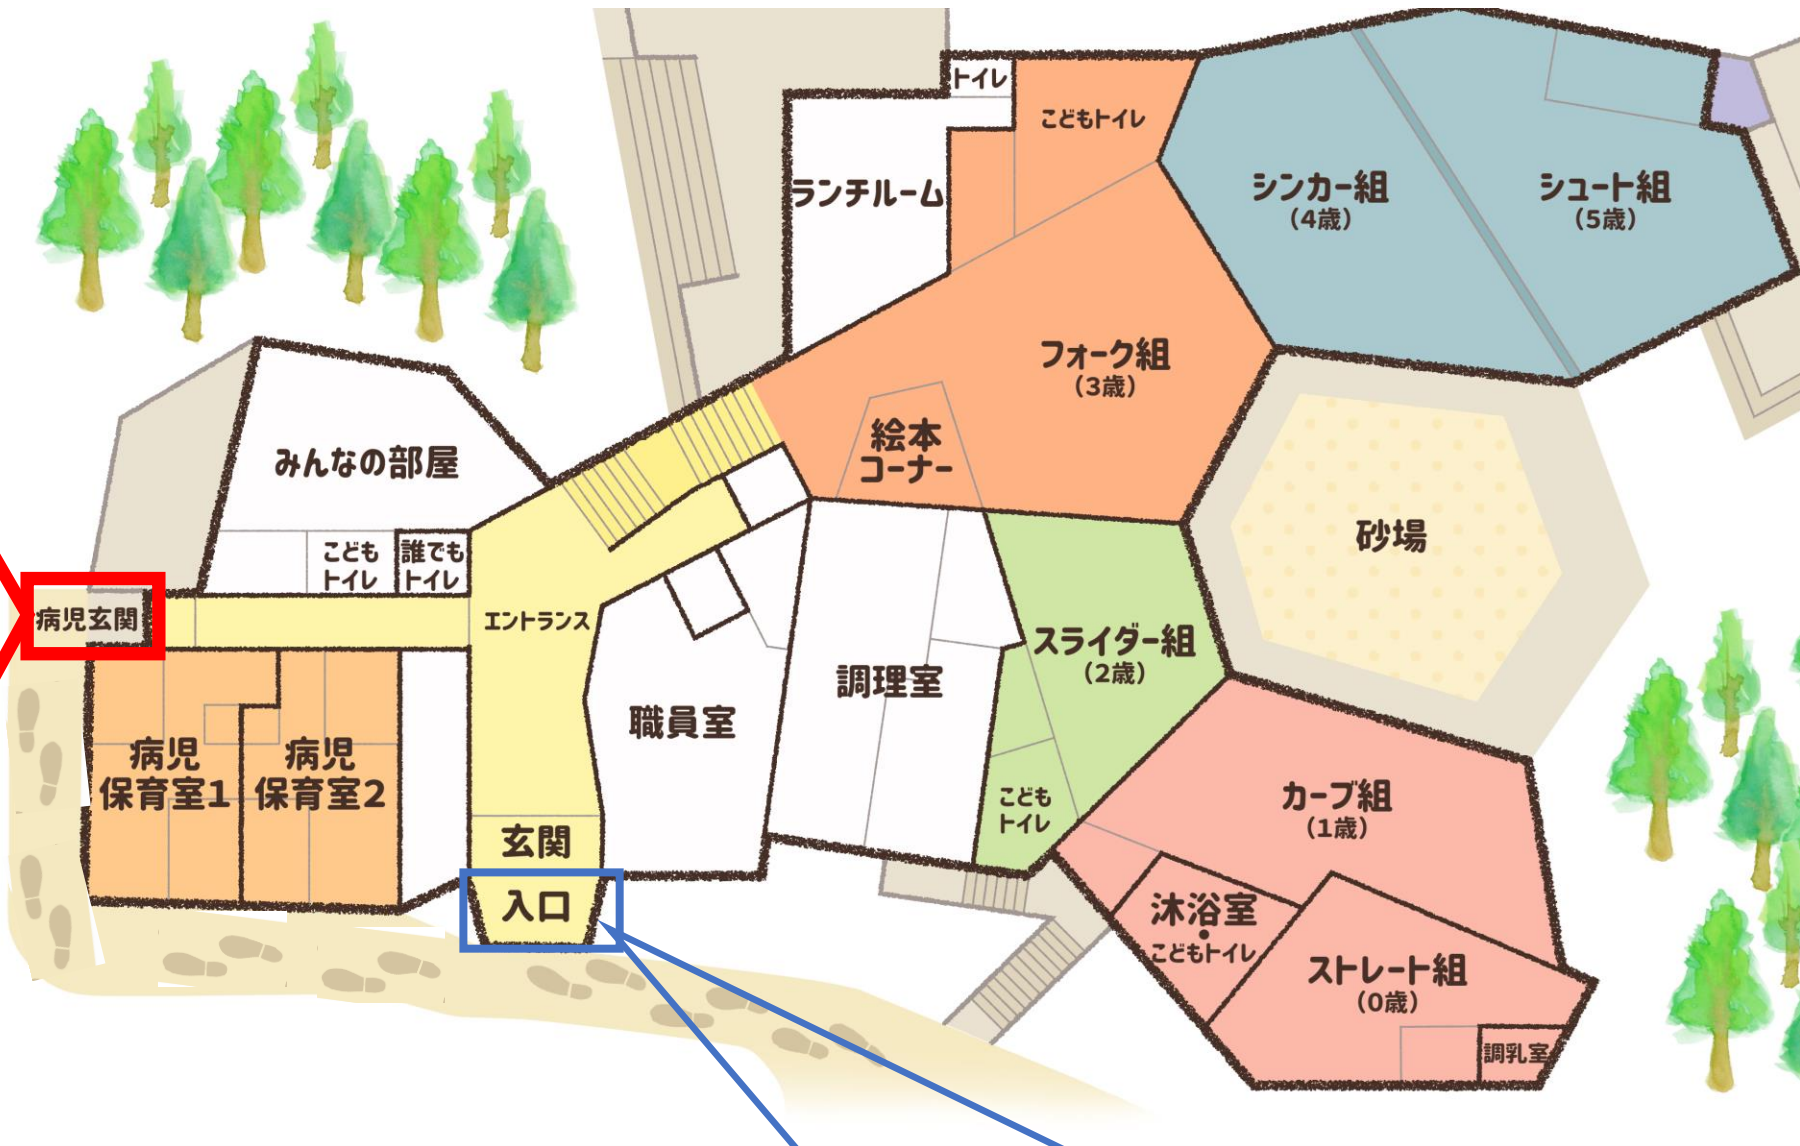 トイレ
こどもトイレ
ランチルーム
シンカー組
（4歳）
シュート組
（5歳）
フォーク組
（3歳）
絵本
コーナー
みんなの部屋
こども
トイレ
誰でも
トイレ
病児玄関
エントランス
砂場
スライダー組
（2歳）
調理室
職員室
病児
保育室1
病児
保育室2
こども
トイレ
カーブ組
（1歳）
玄関
入口
沐浴室
・
こどもトイレ
ストレート組
（0歳）
調乳室